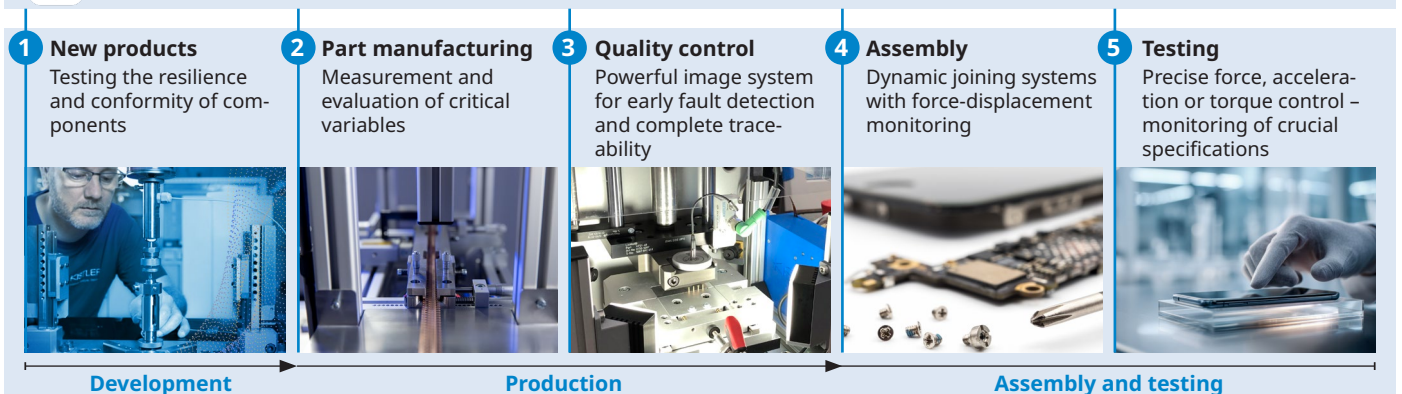 1 New products
Testing the resilience
and conformity of com-
ponents
2 Part manufacturing
Measurement and
evaluation of critical
variables
3 Quality control
Powerful image system
for early fault detection
and complete trace-
ability
4 Assembly
Dynamic joining systems
with force-displacement
monitoring
5 Testing
Precise force, accelera-
tion or torque control –
monitoring of crucial
specifications
Development
Production
Assembly and testing